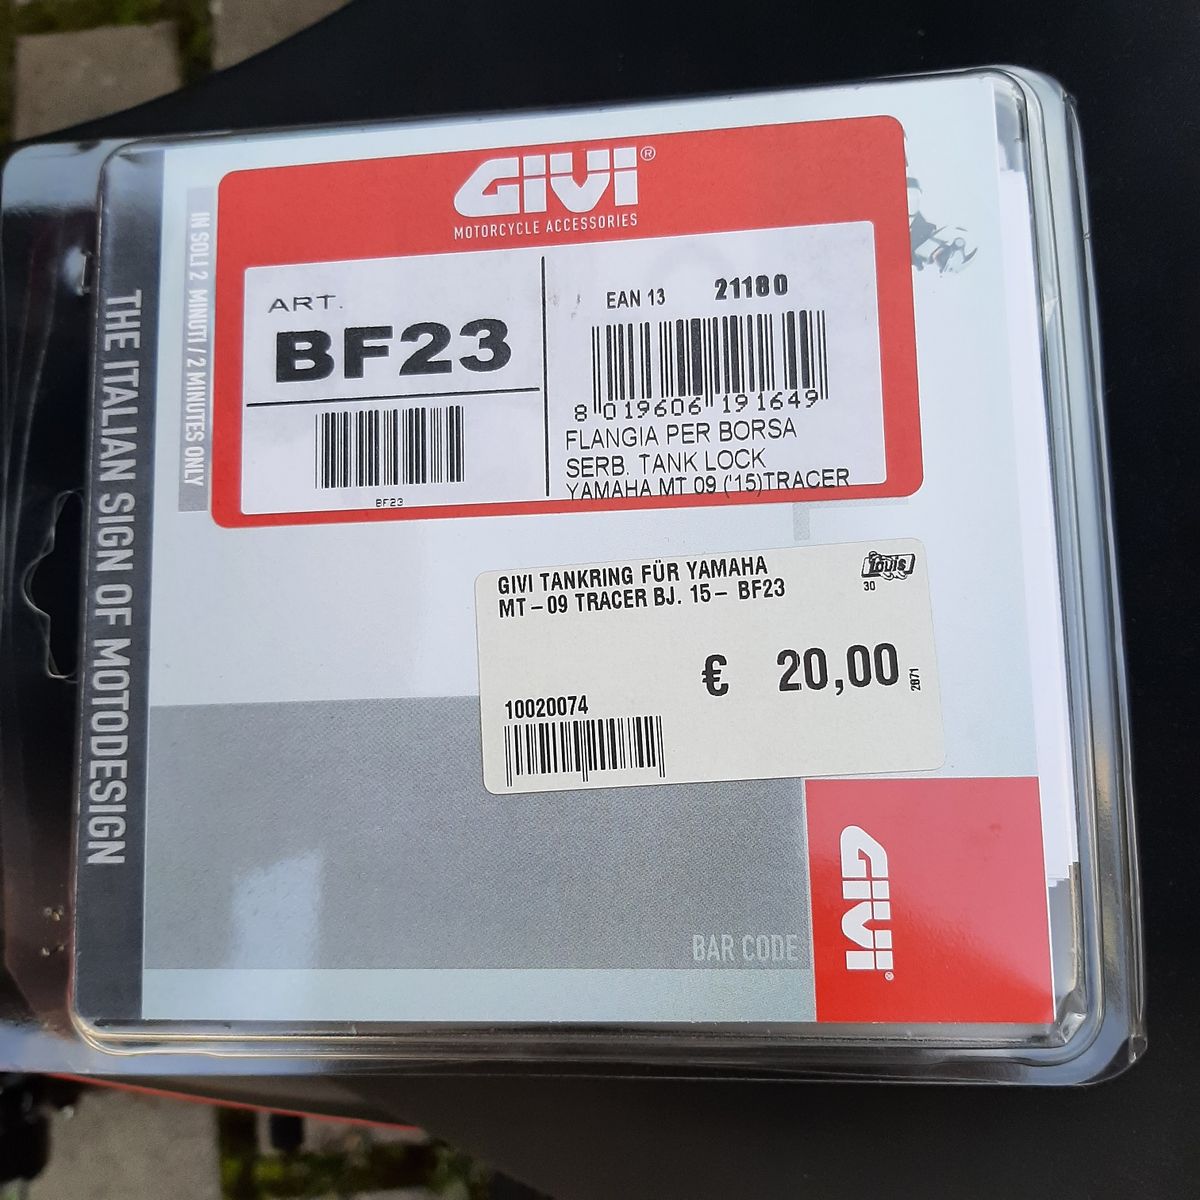 GIVI®
MOTORCYCLE ACCESSORIES
ART.
BF23
BF23
EAN 13 21180
8 019606 191649
FLANGIA PER BORSA
SERB. TANK LOCK
YAMAHA MT 09 ('15)TRACER
IN SOLI 2 MINUTI / 2 MINUTES ONLY
THE ITALIAN SIGN OF MOTODESIGN
GIVI TANKRING FÜR YAMAHA
MT-09 TRACER BJ. 15- BF23
Louis
30
€ 20,00
2071
10020074
BAR CODE
GIVI®